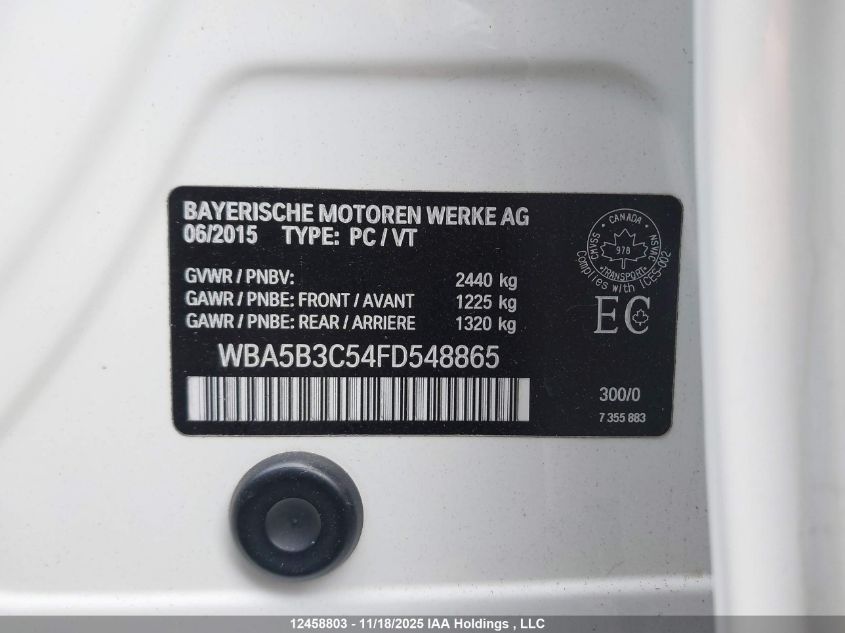 BAYERISCHE MOTOREN WERKE AG
06/2015 TYPE: PC / VT
GVWR / PNBV: 2440 kg
GAWR / PNBE: FRONT / AVANT 1225 kg
GAWR / PNBE: REAR / ARRIERE 1320 kg
WBA5B3C54FD548865
CANADA
CMVSS
NSVAC
978
TRANSPORT
Complies with ICES-002
EC
300/0
7 355 883
12458803 - 11/18/2025 IAA Holdings , LLC